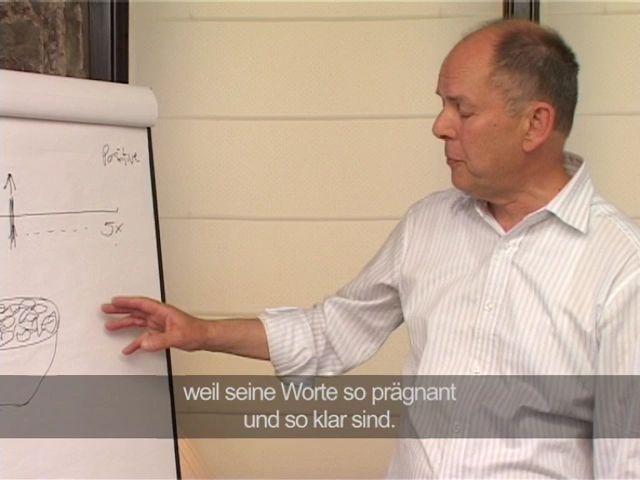 Positive
5x
weil seine Worte so prägnant
und so klar sind.